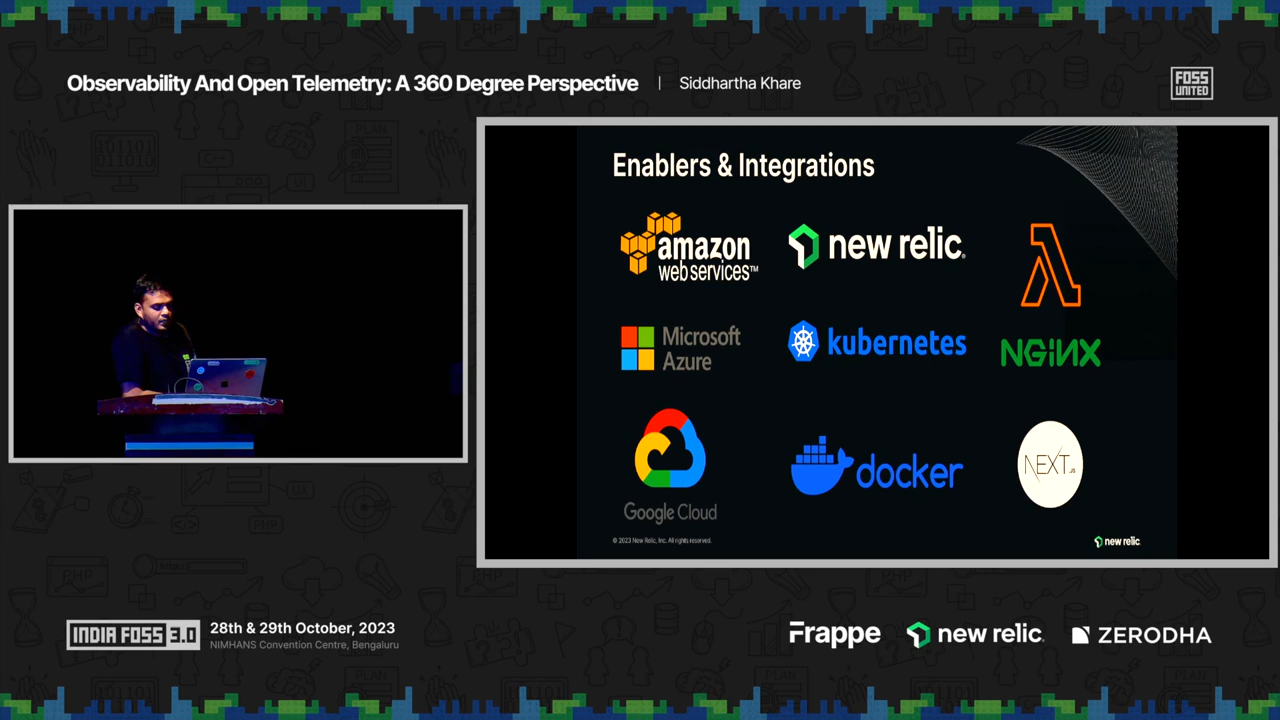 Observability And Open Telemetry: A 360 Degree Perspective | Siddhartha Khare
FOSS
UNITED
Enablers & Integrations
amazon
web services™
new relic®
Microsoft
Azure
kubernetes
NGiNX
Google Cloud
docker
NEXT.JS
© 2023 New Relic, Inc. All rights reserved.
new relic
INDIA FOSS 3.0
28th & 29th October, 2023
NIMHANS Convention Centre, Bengaluru
Frappe
new relic
ZERODHA